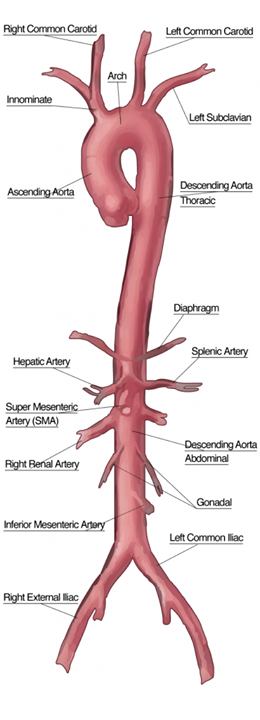 Right Common Carotid
Left Common Carotid
Arch
Innominate
Left Subclavian
Ascending Aorta
Descending Aorta
Thoracic
Diaphragm
Hepatic Artery
Splenic Artery
Super Mesenteric
Artery (SMA)
Descending Aorta
Abdominal
Right Renal Artery
Gonadal
Inferior Mesenteric Artery
Left Common Iliac
Right External Iliac